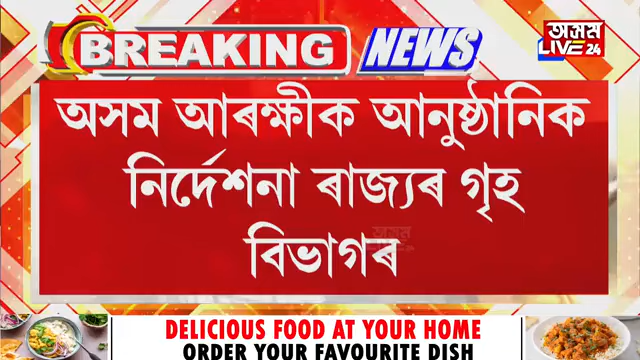 BREAKING NEWS
অসম
LIVE 24
অসম আৰক্ষীক আনুষ্ঠানিক
নিৰ্দেশনা ৰাজ্যৰ গৃহ
বিভাগৰ
অসম
DELICIOUS FOOD AT YOUR HOME
ORDER YOUR FAVOURITE DISH